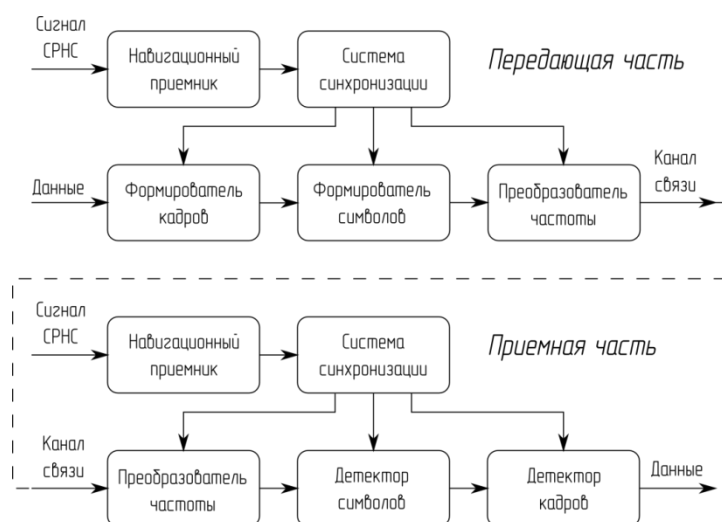 Сигнал
СРНС
Навигационный
приемник
Система
синхронизации
Передающая часть
Данные
Формирователь
кадров
Формирователь
символов
Преобразователь
частоты
Канал
связи
Сигнал
СРНС
Навигационный
приемник
Система
синхронизации
Приемная часть
Канал
связи
Преобразователь
частоты
Детектор
символов
Детектор
кадров
Данные